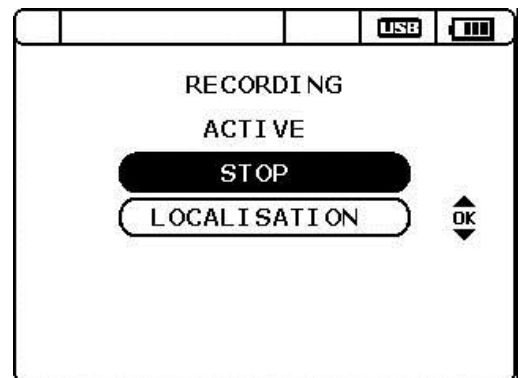 USB
RECORDING
ACTIVE
STOP
LOCALISATION
OK